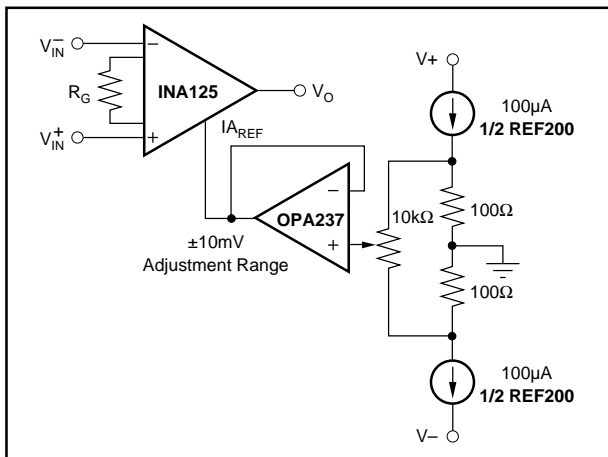 V−IN
−
RG
INA125
VO
V+IN
+
IAREF
V+
100µA
1/2 REF200
−
OPA237
+
10kΩ
100Ω
±10mV
Adjustment Range
100Ω
100µA
1/2 REF200
V–